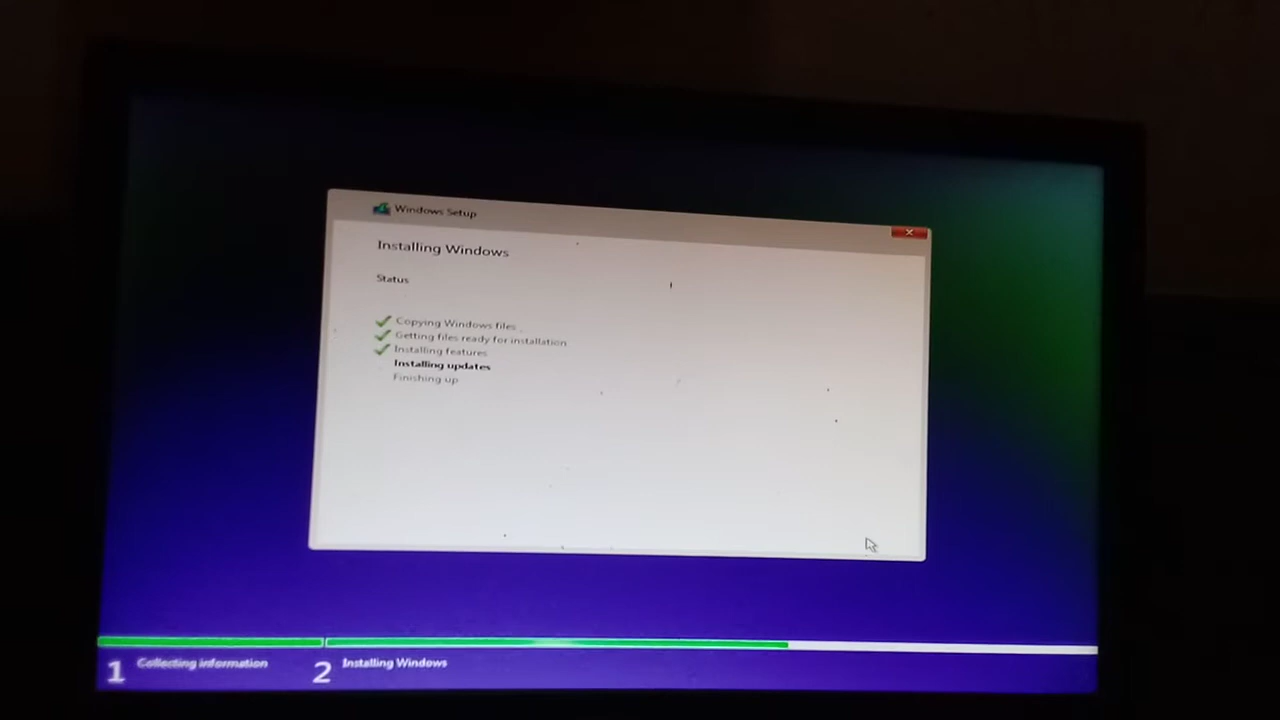 Windows Setup
Installing Windows
Status
Copying Windows files
Getting files ready for installation
Installing features
Installing updates
Finishing up
1 Collecting information
2 Installing Windows